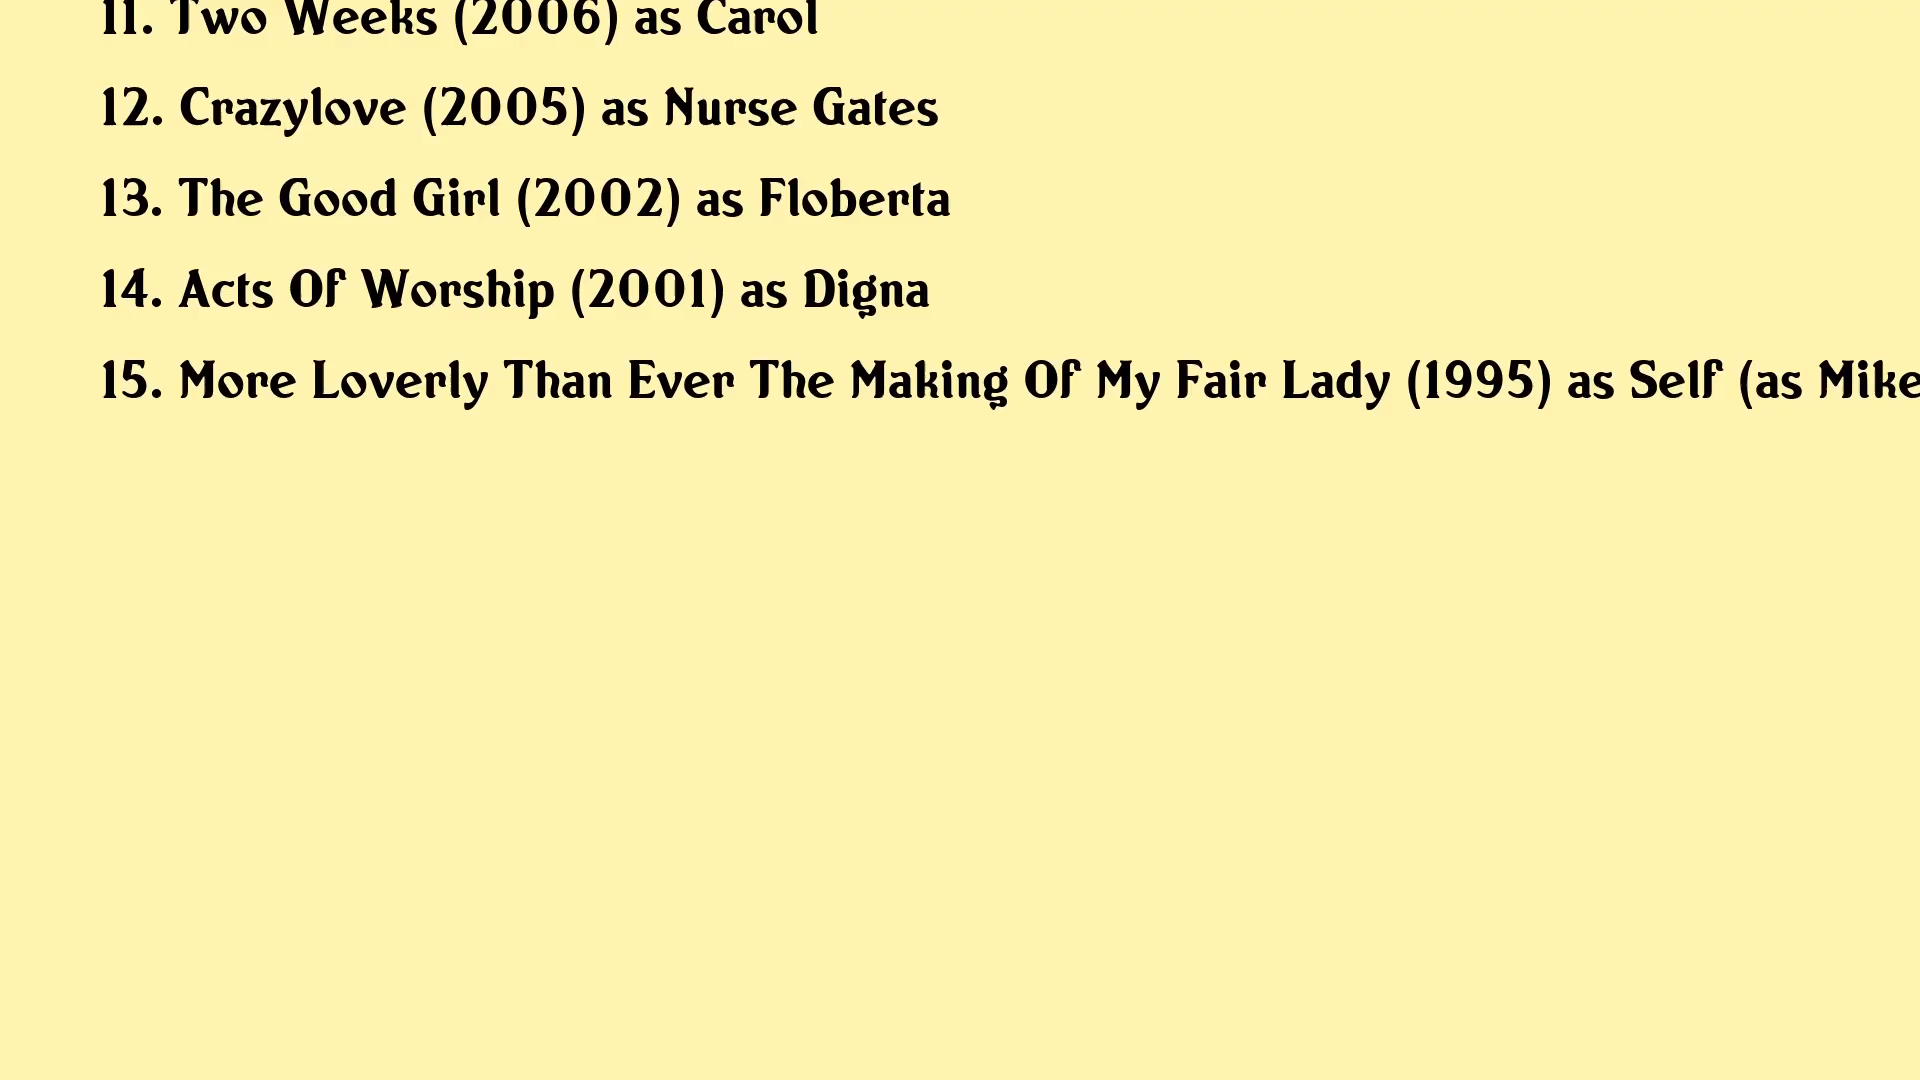 11. Two Weeks (2006) as Carol
12. Crazylove (2005) as Nurse Gates
13. The Good Girl (2002) as Floberta
14. Acts Of Worship (2001) as Digna
15. More Loverly Than Ever The Making Of My Fair Lady (1995) as Self (as Mike